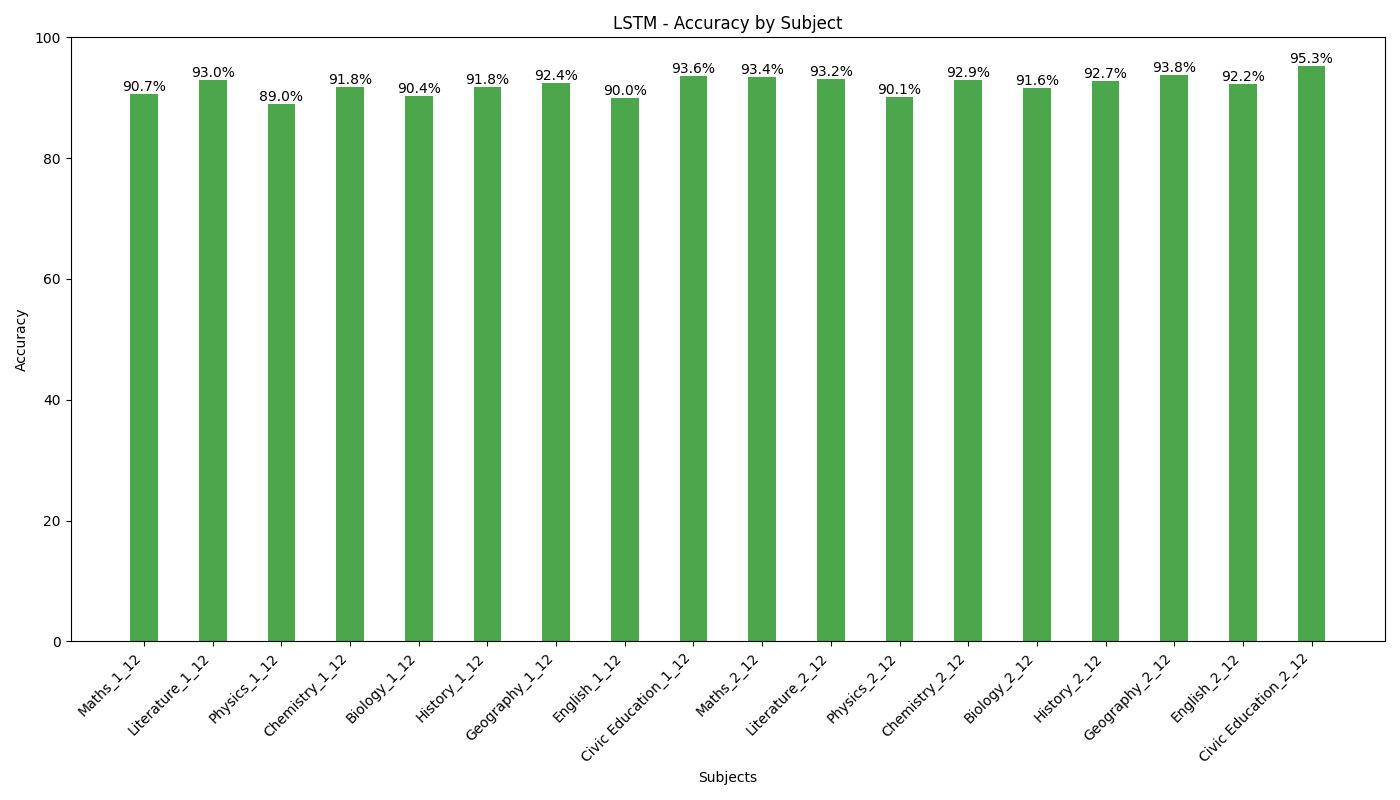 LSTM - Accuracy by Subject
100
80
60
40
20
0
Accuracy
90.7%
93.0%
89.0%
91.8%
90.4%
91.8%
92.4%
90.0%
93.6%
93.4%
93.2%
90.1%
92.9%
91.6%
92.7%
93.8%
92.2%
95.3%
Maths_1_12
Literature_1_12
Physics_1_12
Chemistry_1_12
Biology_1_12
History_1_12
Geography_1_12
English_1_12
Civic Education_1_12
Maths_2_12
Literature_2_12
Physics_2_12
Chemistry_2_12
Biology_2_12
History_2_12
Geography_2_12
English_2_12
Civic Education_2_12
Subjects